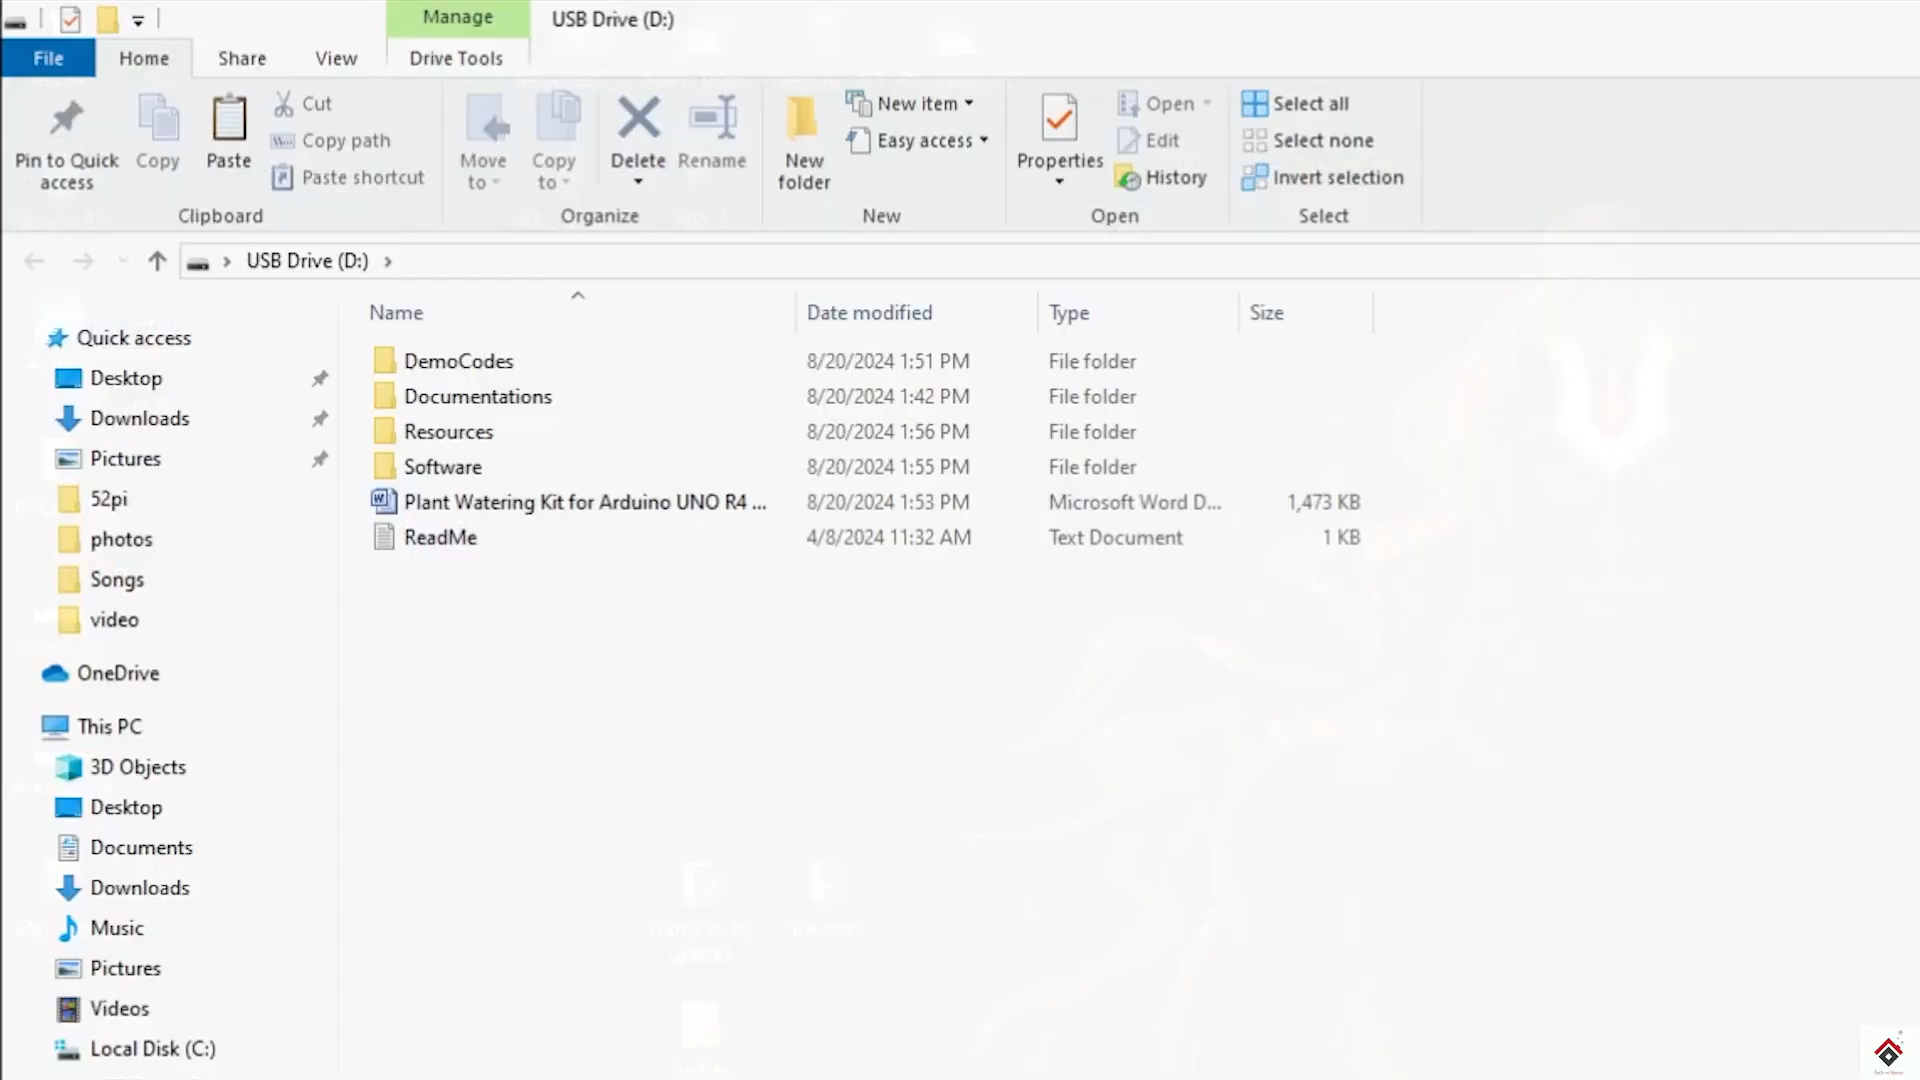 Manage
USB Drive (D:)
File
Home
Share
View
Drive Tools
Pin to Quick access
Copy
Paste
Cut
Copy path
Paste shortcut
Clipboard
Move to
Copy to
Delete
Rename
Organize
New folder
New item
Easy access
New
Properties
Open
Edit
History
Open
Select all
Select none
Invert selection
Select
USB Drive (D:)
Name
Date modified
Type
Size
DemoCodes 8/20/2024 1:51 PM File folder
Documentations 8/20/2024 1:42 PM File folder
Resources 8/20/2024 1:56 PM File folder
Software 8/20/2024 1:55 PM File folder
Plant Watering Kit for Arduino UNO R4 ... 8/20/2024 1:53 PM Microsoft Word D... 1,473 KB
ReadMe 4/8/2024 11:32 AM Text Document 1 KB
Quick access
Desktop
Downloads
Pictures
52pi
photos
Songs
video
OneDrive
This PC
3D Objects
Desktop
Documents
Downloads
Music
Pictures
Videos
Local Disk (C:)